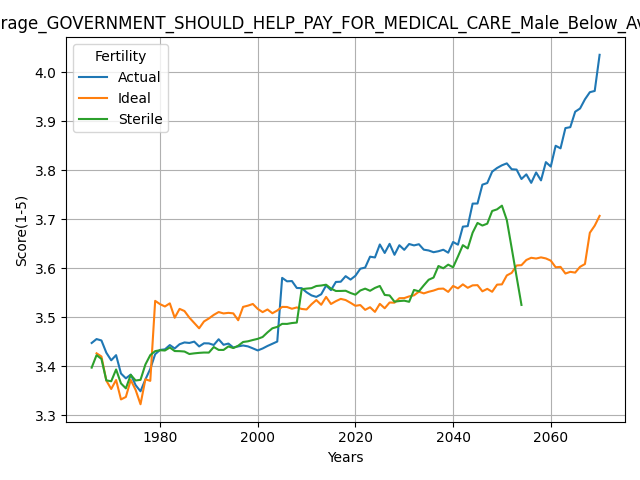 rage_GOVERNMENT_SHOULD_HELP_PAY_FOR_MEDICAL_CARE_Male_Below_Av
Fertility
Actual
Ideal
Sterile
Score(1-5)
4.0
3.9
3.8
3.7
3.6
3.5
3.4
3.3
1980 2000 2020 2040 2060
Years